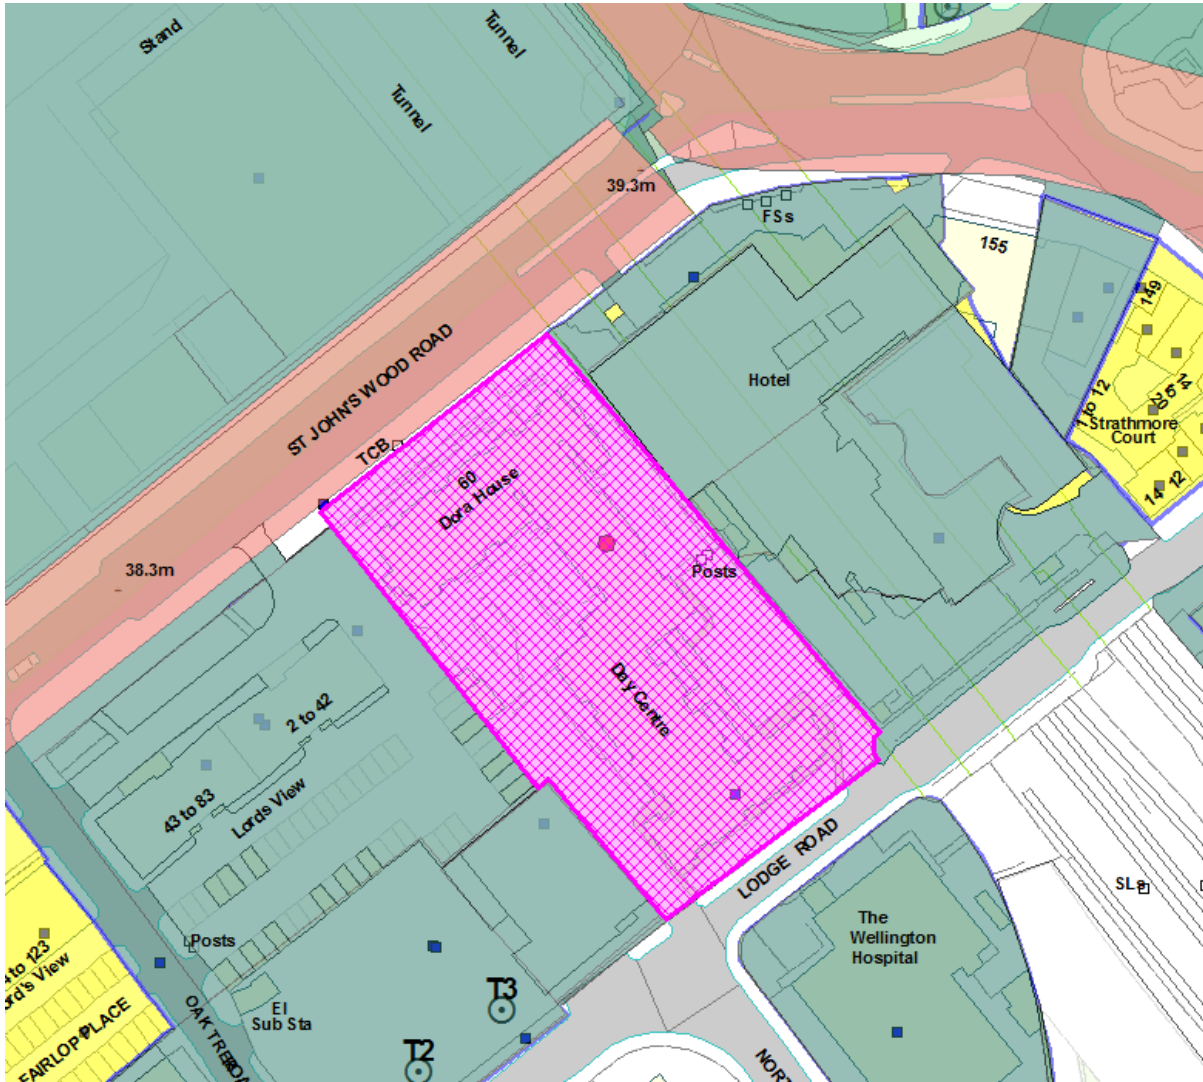 Stand
Tunnel
Tunnel
39.3m
FSs
155
149
ST JOHN'S WOOD ROAD
TCB
Hotel
1 to 12
Strathmore
Court
14 12
60
Dora House
38.3m
Posts
Day Centre
2 to 42
43 to 83
Lords View
LODGE ROAD
SLs
The
Wellington
Hospital
Posts
to 123
FAIRLOP PLACE
El
Sub Sta
T3
T2